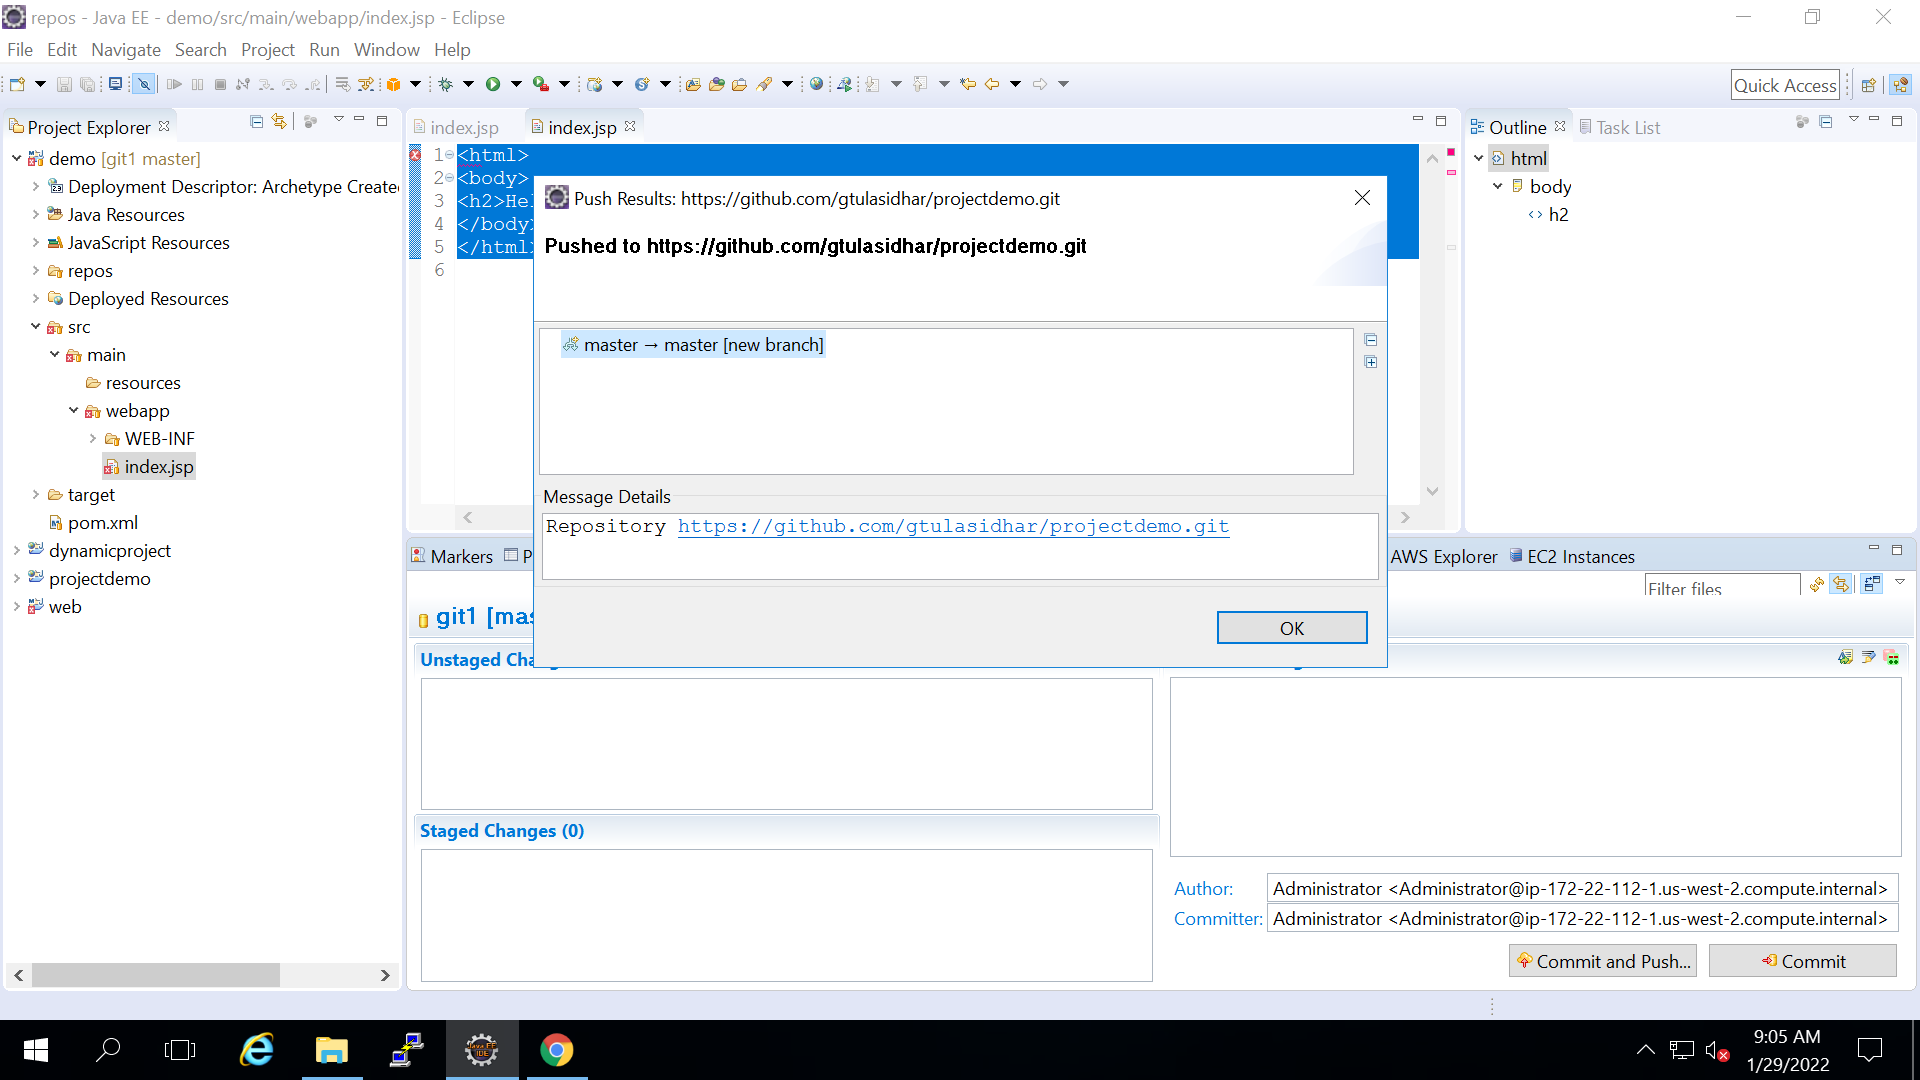 repos - Java EE - demo/src/main/webapp/index.jsp - Eclipse
File Edit Navigate Search Project Run Window Help
Quick Access
Project Explorer
demo [git1 master]
Deployment Descriptor: Archetype Create
Java Resources
JavaScript Resources
repos
Deployed Resources
src
main
resources
webapp
WEB-INF
index.jsp
target
pom.xml
dynamicproject
projectdemo
web
index.jsp
index.jsp
1 <html>
2 <body>
3 <h2>Hel
4 </body>
5 </html>
6
Push Results: https://github.com/gtulasidhar/projectdemo.git
Pushed to https://github.com/gtulasidhar/projectdemo.git
master → master [new branch]
Message Details
Repository https://github.com/gtulasidhar/projectdemo.git
OK
Outline
Task List
html
body
h2
Markers
P
AWS Explorer
EC2 Instances
Filter files
git1 [mas
Unstaged Cha
Staged Changes (0)
Author: Administrator <Administrator@ip-172-22-112-1.us-west-2.compute.internal>
Committer: Administrator <Administrator@ip-172-22-112-1.us-west-2.compute.internal>
Commit and Push...
Commit
Java EE
IDE
9:05 AM
1/29/2022